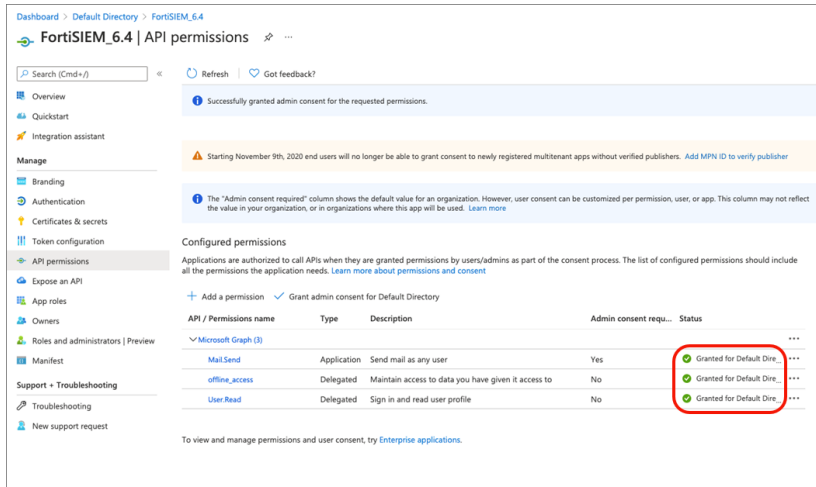 Dashboard > Default Directory > FortiSIEM_6.4
FortiSIEM_6.4 | API permissions
Search (Cmd+/)
Overview
Quickstart
Integration assistant
Manage
Branding
Authentication
Certificates & secrets
Token configuration
API permissions
Expose an API
App roles
Owners
Roles and administrators | Preview
Manifest
Support + Troubleshooting
Troubleshooting
New support request
Refresh
Got feedback?
Successfully granted admin consent for the requested permissions.
Starting November 9th, 2020 end users will no longer be able to grant consent to newly registered multitenant apps without verified publishers. Add MPN ID to verify publisher
The "Admin consent required" column shows the default value for an organization. However, user consent can be customized per permission, user, or app. This column may not reflect
the value in your organization, or in organizations where this app will be used. Learn more
Configured permissions
Applications are authorized to call APIs when they are granted permissions by users/admins as part of the consent process. The list of configured permissions should include
all the permissions the application needs. Learn more about permissions and consent
Add a permission Grant admin consent for Default Directory
API / Permissions name Type Description Admin consent requ... Status
Microsoft Graph (3)
Mail.Send Application Send mail as any user Yes Granted for Default Dire...
offline_access Delegated Maintain access to data you have given it access to No Granted for Default Dire...
User.Read Delegated Sign in and read user profile No Granted for Default Dire...
To view and manage permissions and user consent, try Enterprise applications.